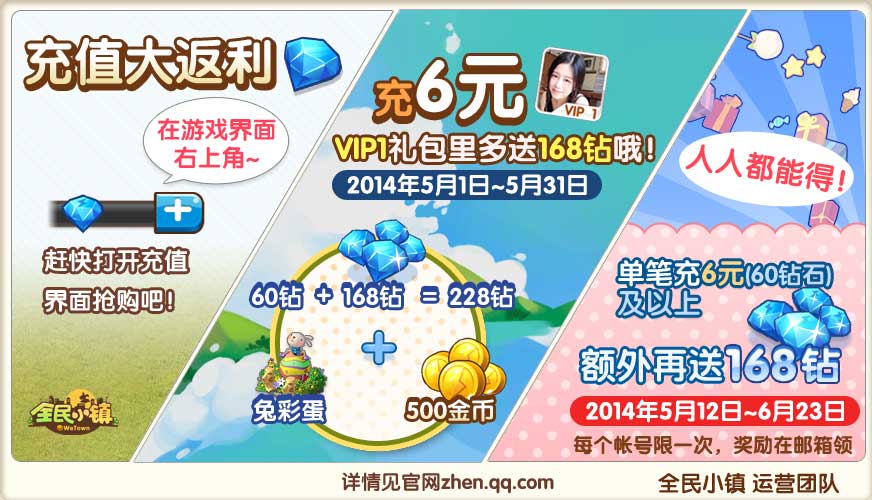 充值大返利
在游戏界面
右上角~
赶快打开充值
界面抢购吧！
全民小镇
WeTown
充6元
VIP 1
VIP1礼包里多送168钻哦！
2014年5月1日~5月31日
60钻 + 168钻 = 228钻
+
兔彩蛋
500金币
人人都能得！
单笔充6元(60钻石)
及以上
额外再送168钻
2014年5月12日~6月23日
每个帐号限一次，奖励在邮箱领
详情见官网zhen.qq.com
全民小镇 运营团队